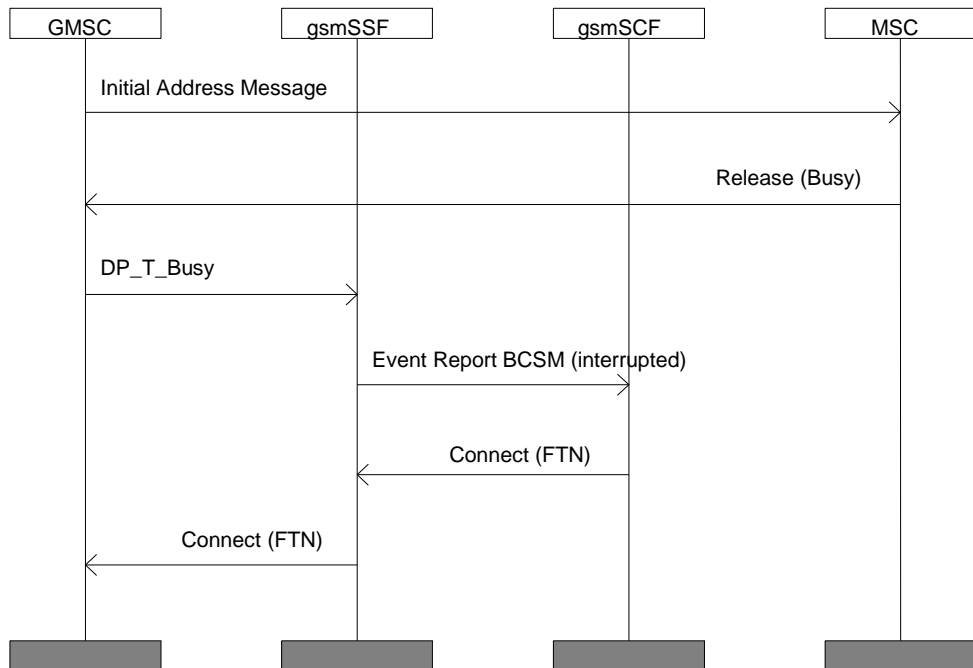 GMSC
gsmSSF
gsmSCF
MSC
Initial Address Message
Release (Busy)
DP_T_Busy
Event Report BCSM (interrupted)
Connect (FTN)
Connect (FTN)